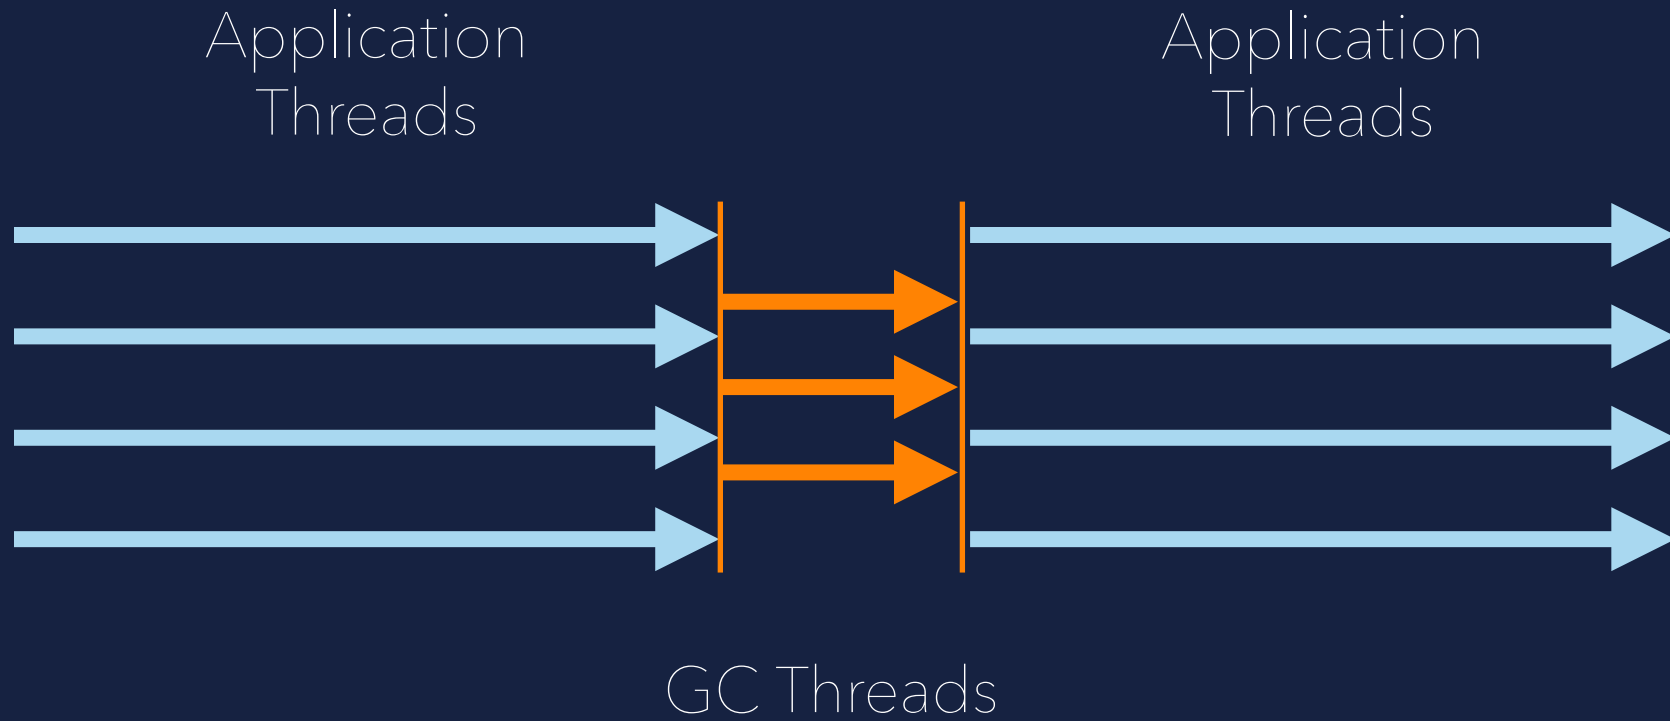 Application
Threads
Application
Threads
GC Threads